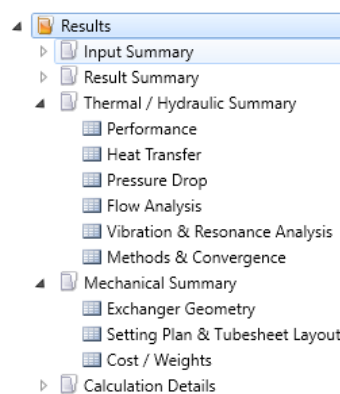 Results
Input Summary
Result Summary
Thermal / Hydraulic Summary
Performance
Heat Transfer
Pressure Drop
Flow Analysis
Vibration & Resonance Analysis
Methods & Convergence
Mechanical Summary
Exchanger Geometry
Setting Plan & Tubesheet Layout
Cost / Weights
Calculation Details